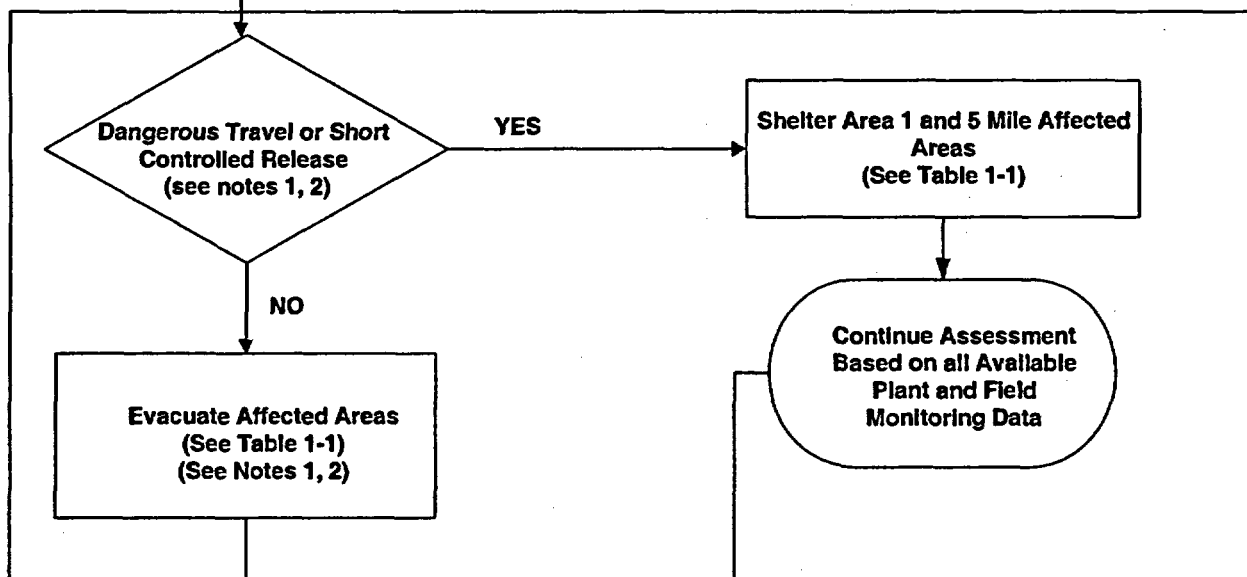 Dangerous Travel or Short
Controlled Release
(see notes 1, 2)
YES
Shelter Area 1 and 5 Mile Affected
Areas
(See Table 1-1)
NO
Continue Assessment
Based on all Available
Plant and Field
Monitoring Data
Evacuate Affected Areas
(See Table 1-1)
(See Notes 1, 2)